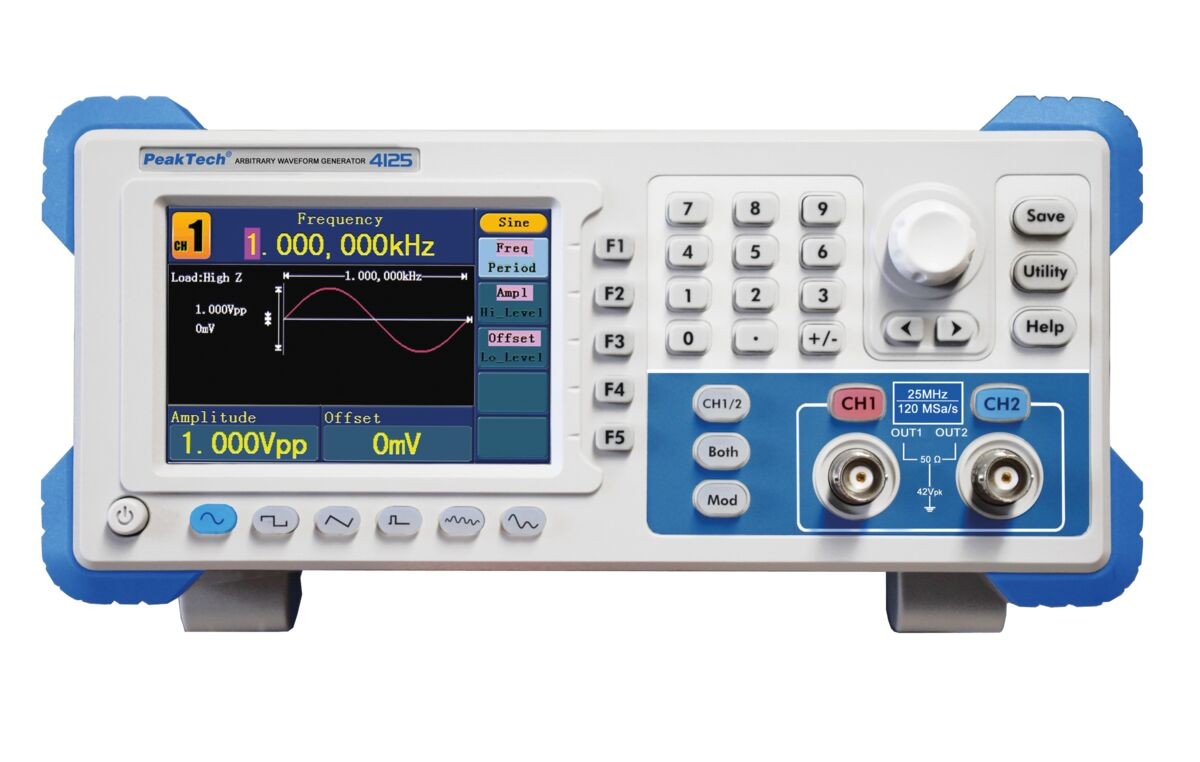 PeakTech® ARBITRARY WAVEFORM GENERATOR 4125
CH 1
Frequency
1.000,000kHz
Sine
Freq
Period
Ampl
Hi_Level
Offset
Lo_Level
Load:High Z
1.000,000kHz
1.000Vpp
0mV
Amplitude
1.000Vpp
Offset
0mV
F1
F2
F3
F4
F5
7 8 9
4 5 6
1 2 3
0 . +/-
Save
Utility
Help
CH1/2
Both
Mod
CH1
25MHz
120 MSa/s
CH2
OUT1 OUT2
50 Ω
42Vpk